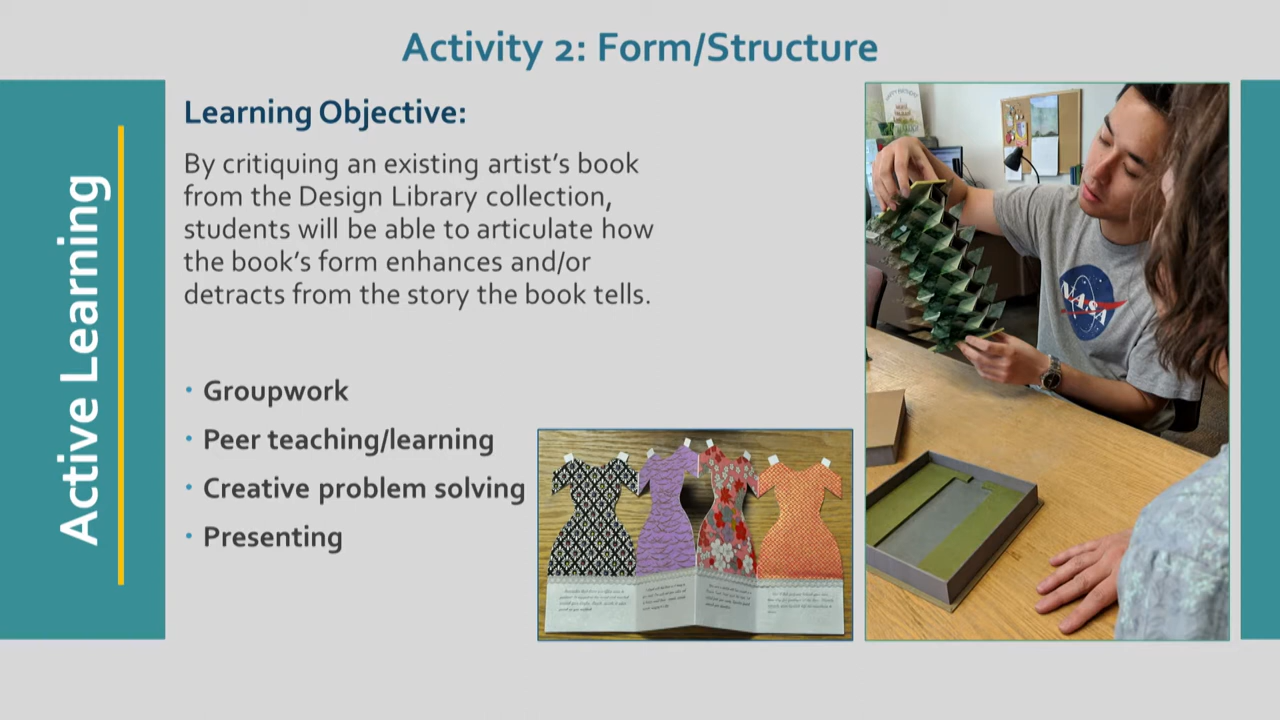 Activity 2: Form/Structure
Active Learning
Learning Objective:
By critiquing an existing artist’s book
from the Design Library collection,
students will be able to articulate how
the book’s form enhances and/or
detracts from the story the book tells.
• Groupwork
• Peer teaching/learning
• Creative problem solving
• Presenting
NASA